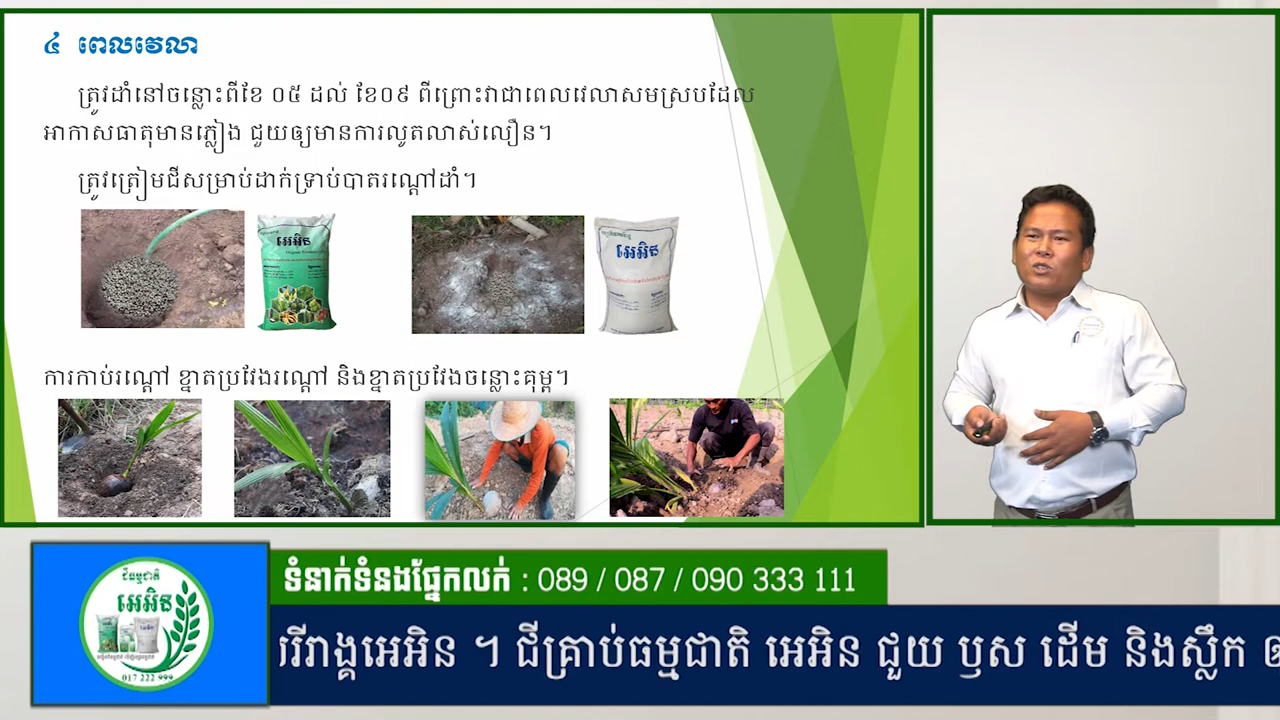 ៤ ពេលវេលា
ត្រូវដាំនៅចន្លោះពីខែ ០៥ ដល់ ខែ០៩ ពីព្រោះវាជាពេលវេលាសមស្របដែល
អាកាសធាតុមានភ្លៀង ជួយឲ្យមានការលូតលាស់លឿន។
ត្រូវត្រៀមជីសម្រាប់ដាក់ទ្រាប់បាតរណ្តៅដាំ។
អេអិន
អេអិន
ការកាប់រណ្តៅ ខ្នាតប្រវែងរណ្តៅ និងខ្នាតប្រវែងចន្លោះគុម្ព។
ទំនាក់ទំនងផ្នែកលក់ : 089 / 087 / 090 333 111
ជីធម្មជាតិ
អេអិន
017 222 999
រីរាង្គអេអិន ។ ជីគ្រាប់ធម្មជាតិ អេអិន ជួយ ឫស ដើម និងស្លឹក